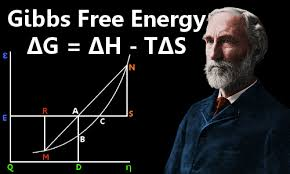 Gibbs Free Energy
ΔG = ΔH - TΔS
ε
N
R
A
C
E
S
B
M
Q
D
η